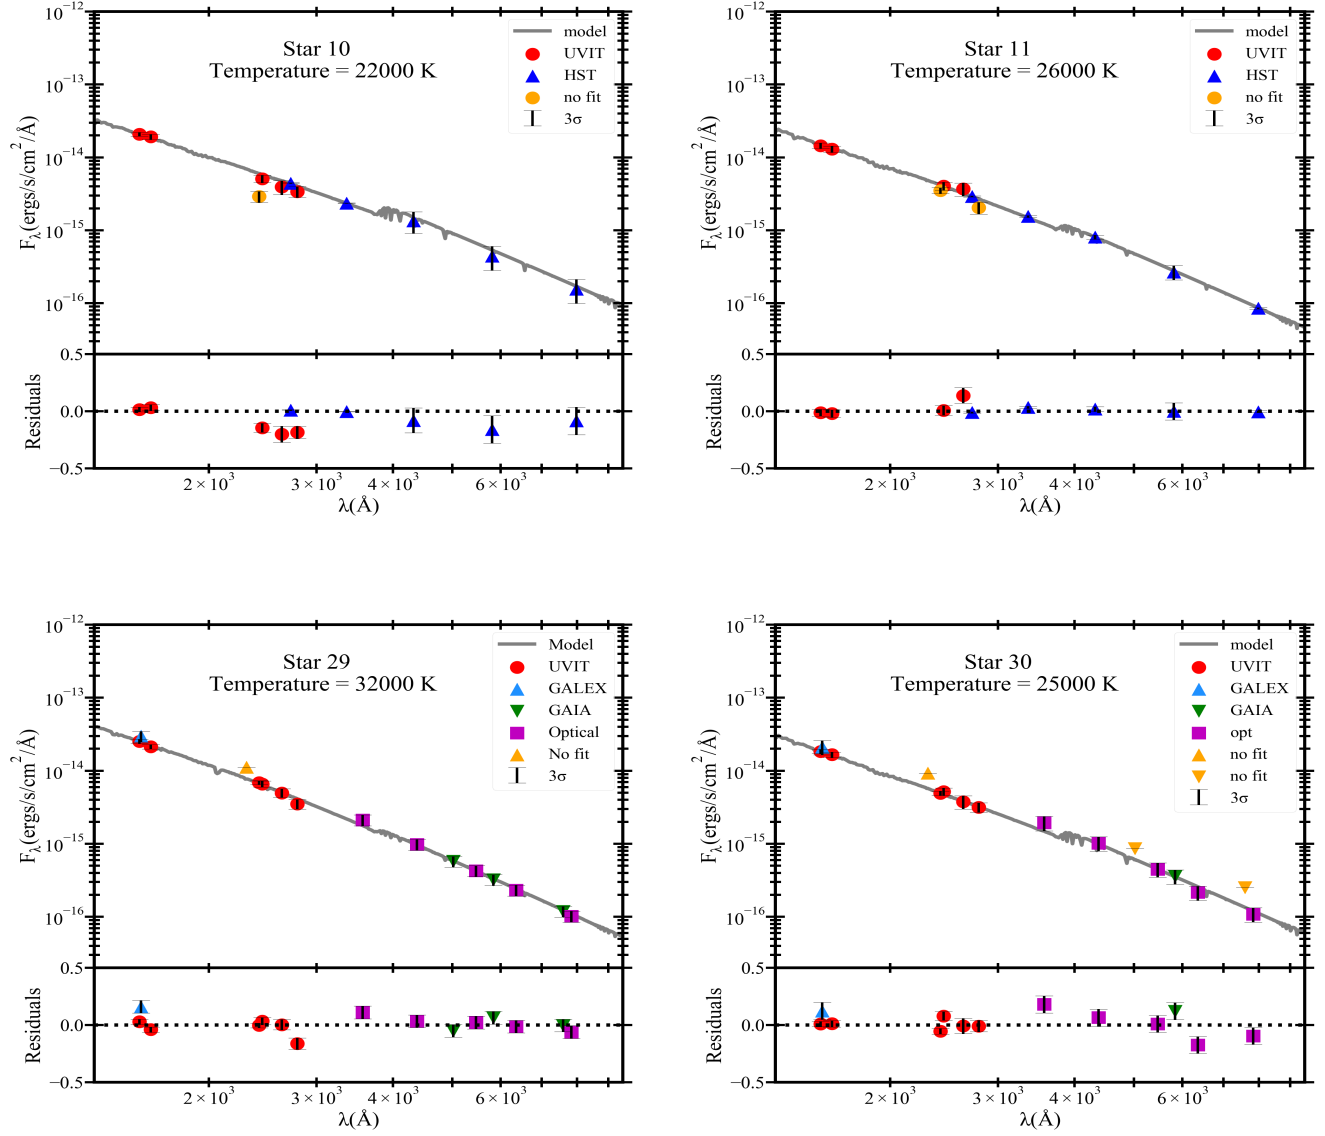 10⁻¹²
10⁻¹³
10⁻¹⁴
10⁻¹⁵
10⁻¹⁶
F_λ(ergs/s/cm²/Å)
Star 10
Temperature = 22000 K
model
UVIT
HST
no fit
3σ
0.5
0.0
−0.5
Residuals
2 × 10³
3 × 10³
4 × 10³
6 × 10³
λ(Å)
10⁻¹²
10⁻¹³
10⁻¹⁴
10⁻¹⁵
10⁻¹⁶
F_λ(ergs/s/cm²/Å)
Star 11
Temperature = 26000 K
model
UVIT
HST
no fit
3σ
0.5
0.0
−0.5
Residuals
2 × 10³
3 × 10³
4 × 10³
6 × 10³
λ(Å)
10⁻¹²
10⁻¹³
10⁻¹⁴
10⁻¹⁵
10⁻¹⁶
F_λ(ergs/s/cm²/Å)
Star 29
Temperature = 32000 K
Model
UVIT
GALEX
GAIA
Optical
No fit
3σ
0.5
0.0
−0.5
Residuals
2 × 10³
3 × 10³
4 × 10³
6 × 10³
λ(Å)
10⁻¹²
10⁻¹³
10⁻¹⁴
10⁻¹⁵
10⁻¹⁶
F_λ(ergs/s/cm²/Å)
Star 30
Temperature = 25000 K
model
UVIT
GALEX
GAIA
opt
no fit
no fit
3σ
0.5
0.0
−0.5
Residuals
2 × 10³
3 × 10³
4 × 10³
6 × 10³
λ(Å)